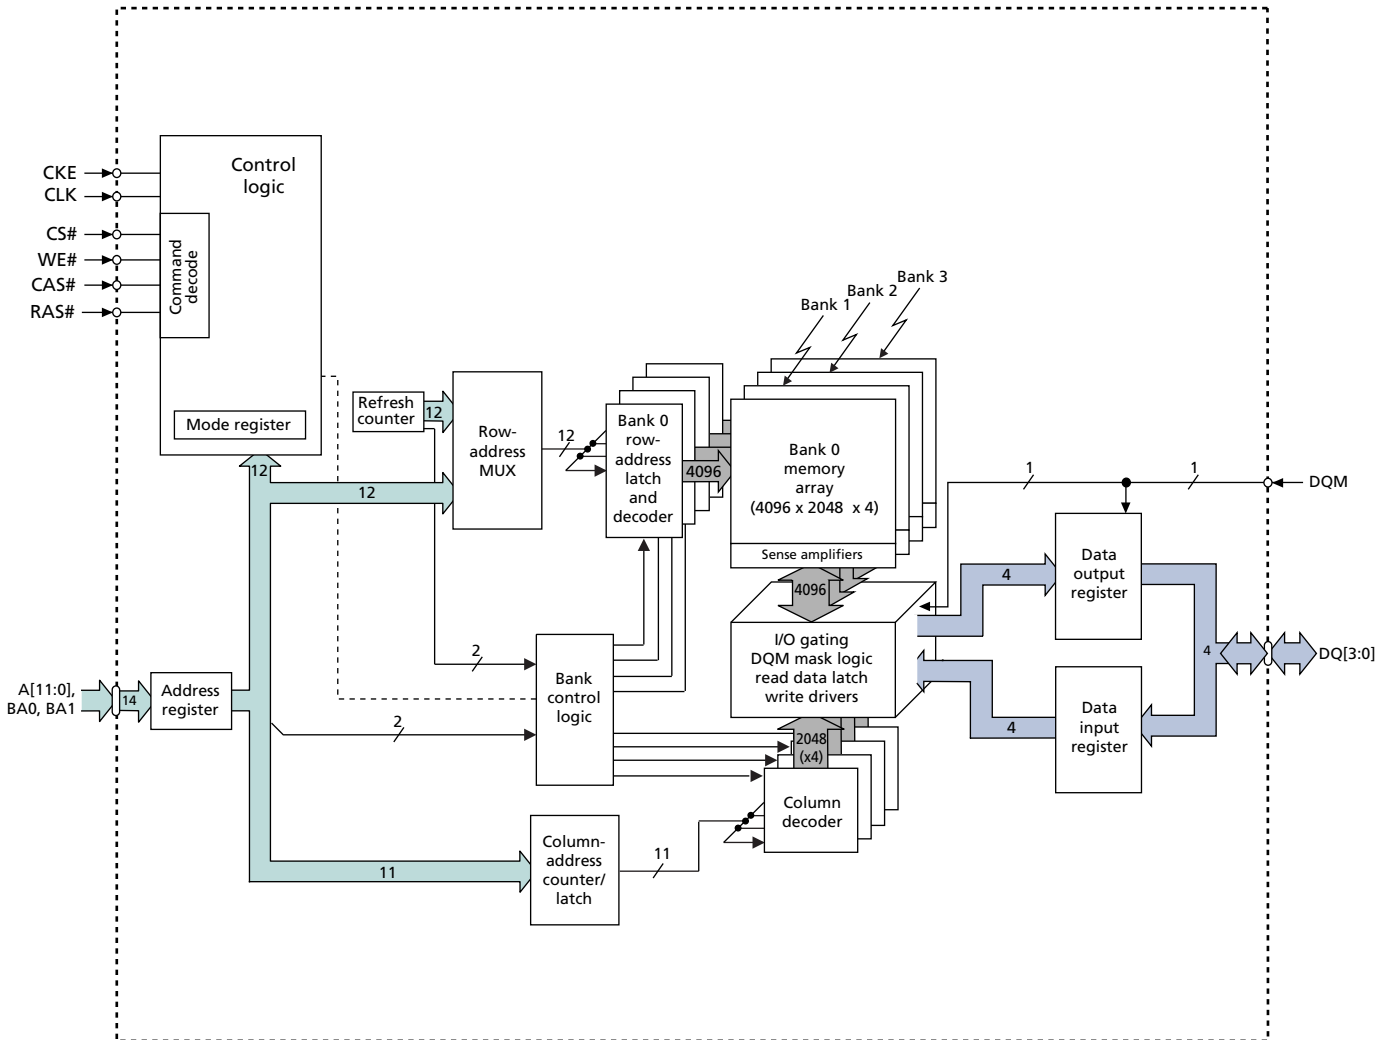 Control
logic
CKE
CLK
CS#
WE#
CAS#
RAS#
Command
decode
Mode register
Bank 3
Bank 2
Bank 1
Refresh
counter
12
Row-
address
MUX
12
Bank 0
row-
address
latch
and
decoder
4096
Bank 0
memory
array
(4096 x 2048 x 4)
Sense amplifiers
12
12
1
1
DQM
Data
output
register
4
4096
I/O gating
DQM mask logic
read data latch
write drivers
4
DQ[3:0]
A[11:0],
BA0, BA1
14
Address
register
2
Bank
control
logic
2
4
Data
input
register
2048
(x4)
Column
decoder
11
Column-
address
counter/
latch
11